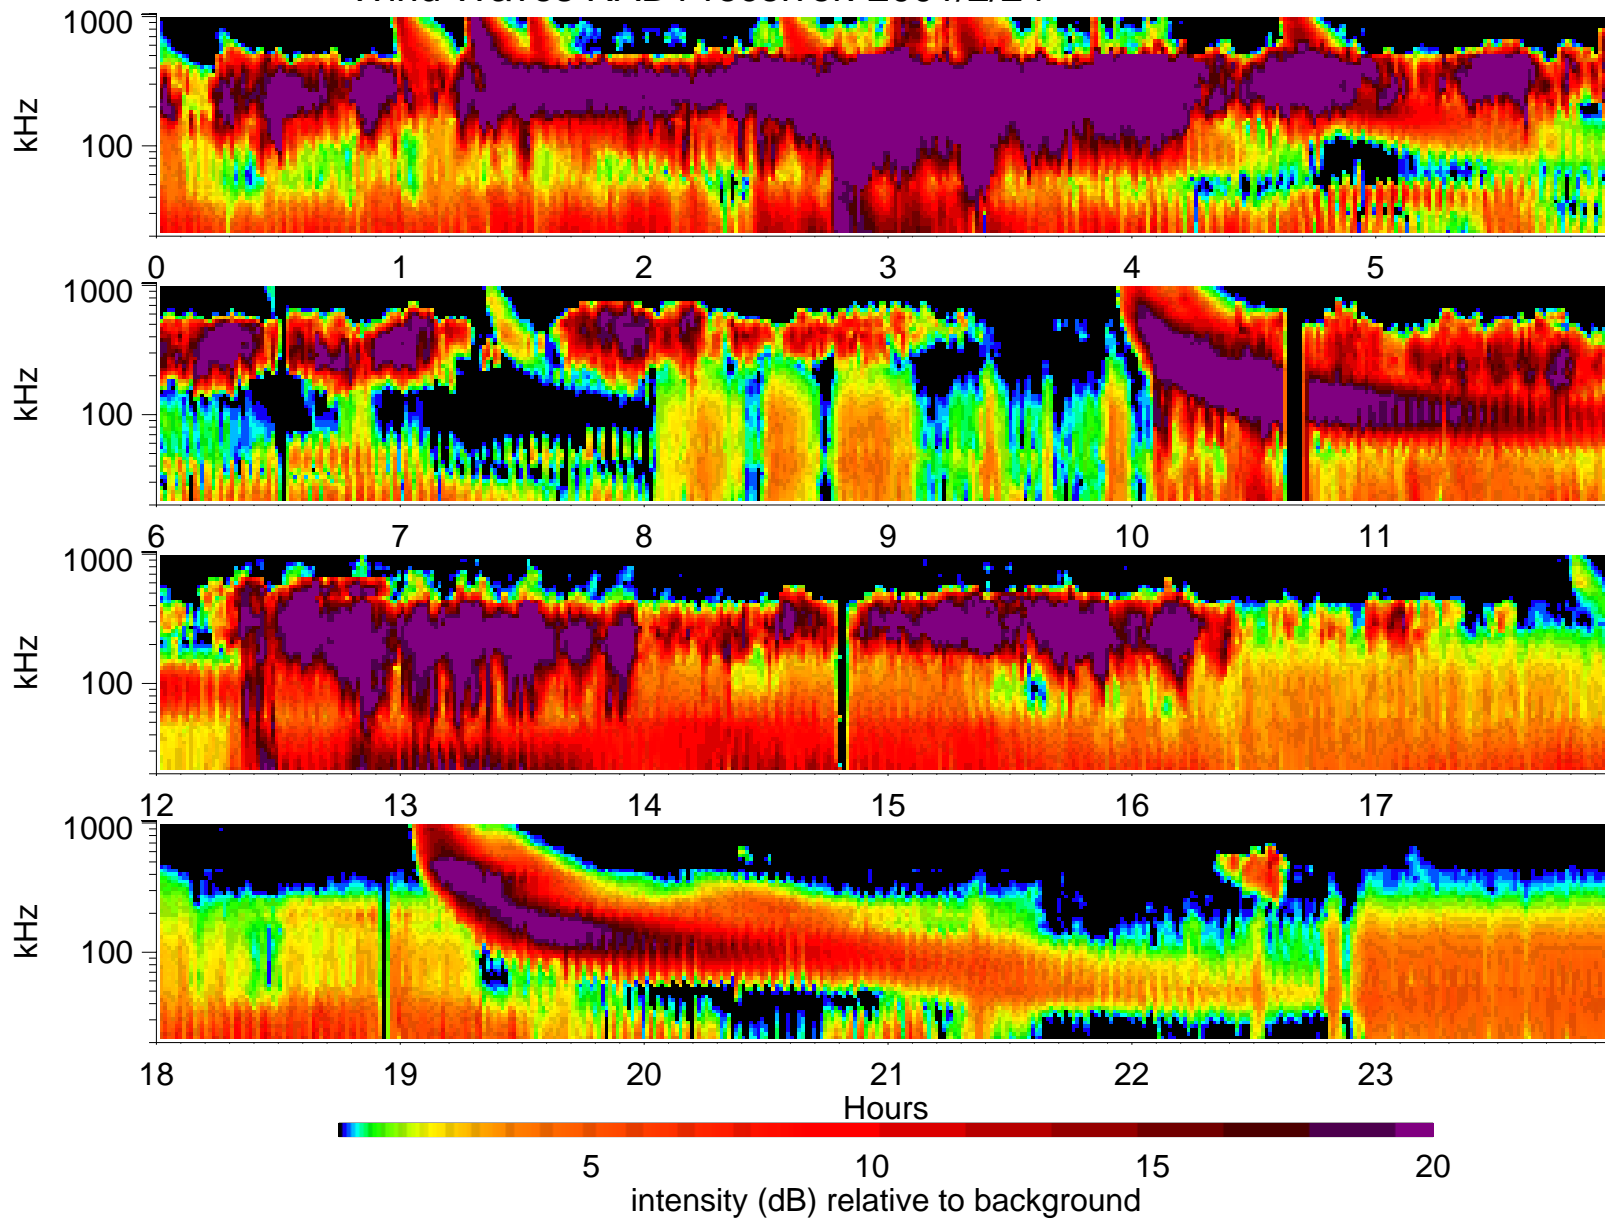 kHz 1000 100
0 1 2 3 4 5
kHz 1000 100
6 7 8 9 10 11
kHz 1000 100
12 13 14 15 16 17
kHz 1000 100
18 19 20 21 22 23
Hours
5 10 15 20
intensity (dB) relative to background